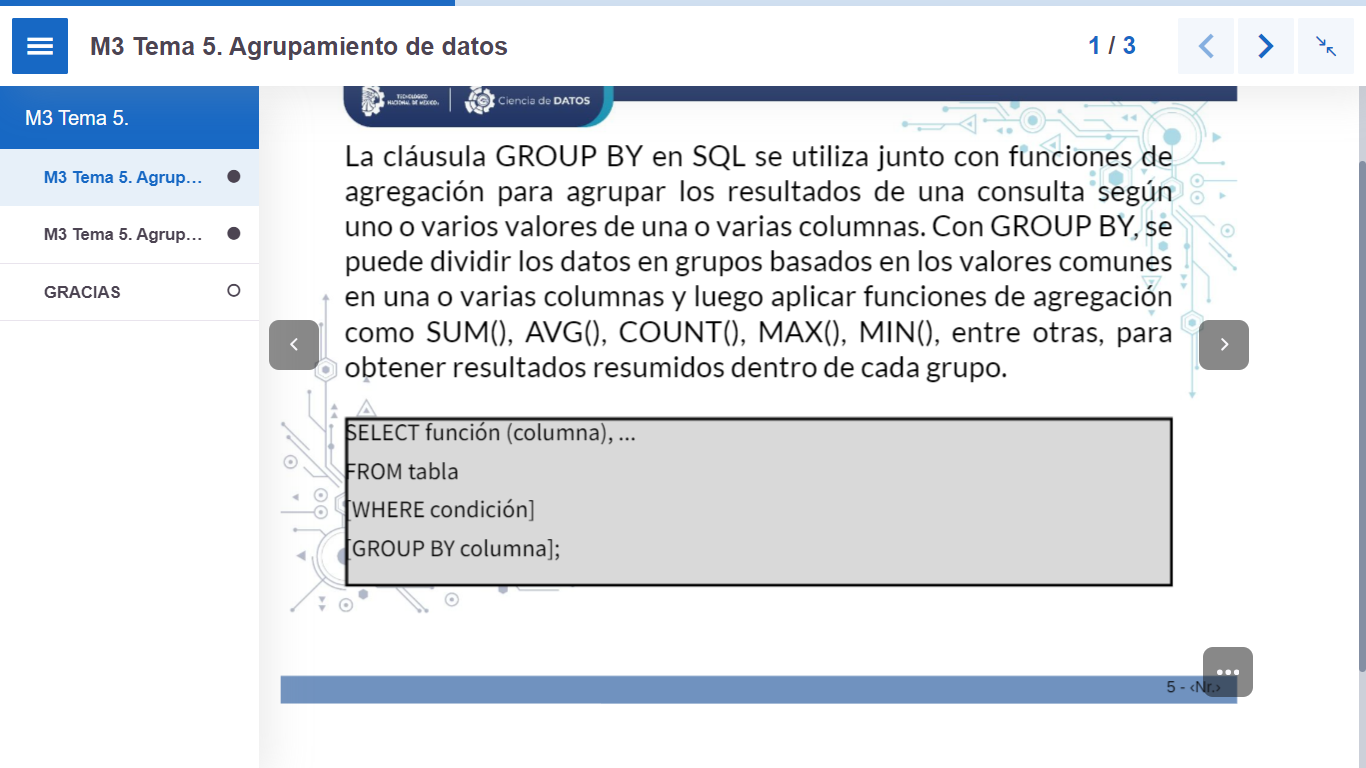 M3 Tema 5. Agrupamiento de datos
1 / 3
M3 Tema 5.
M3 Tema 5. Agrup...
M3 Tema 5. Agrup...
GRACIAS
TECNOLÓGICO
NACIONAL DE MÉXICO
Ciencia de DATOS
La cláusula GROUP BY en SQL se utiliza junto con funciones de
agregación para agrupar los resultados de una consulta según
uno o varios valores de una o varias columnas. Con GROUP BY, se
puede dividir los datos en grupos basados en los valores comunes
en una o varias columnas y luego aplicar funciones de agregación
como SUM(), AVG(), COUNT(), MAX(), MIN(), entre otras, para
obtener resultados resumidos dentro de cada grupo.
SELECT función (columna), ...
FROM tabla
[WHERE condición]
[GROUP BY columna];
5 - ‹Nr.›